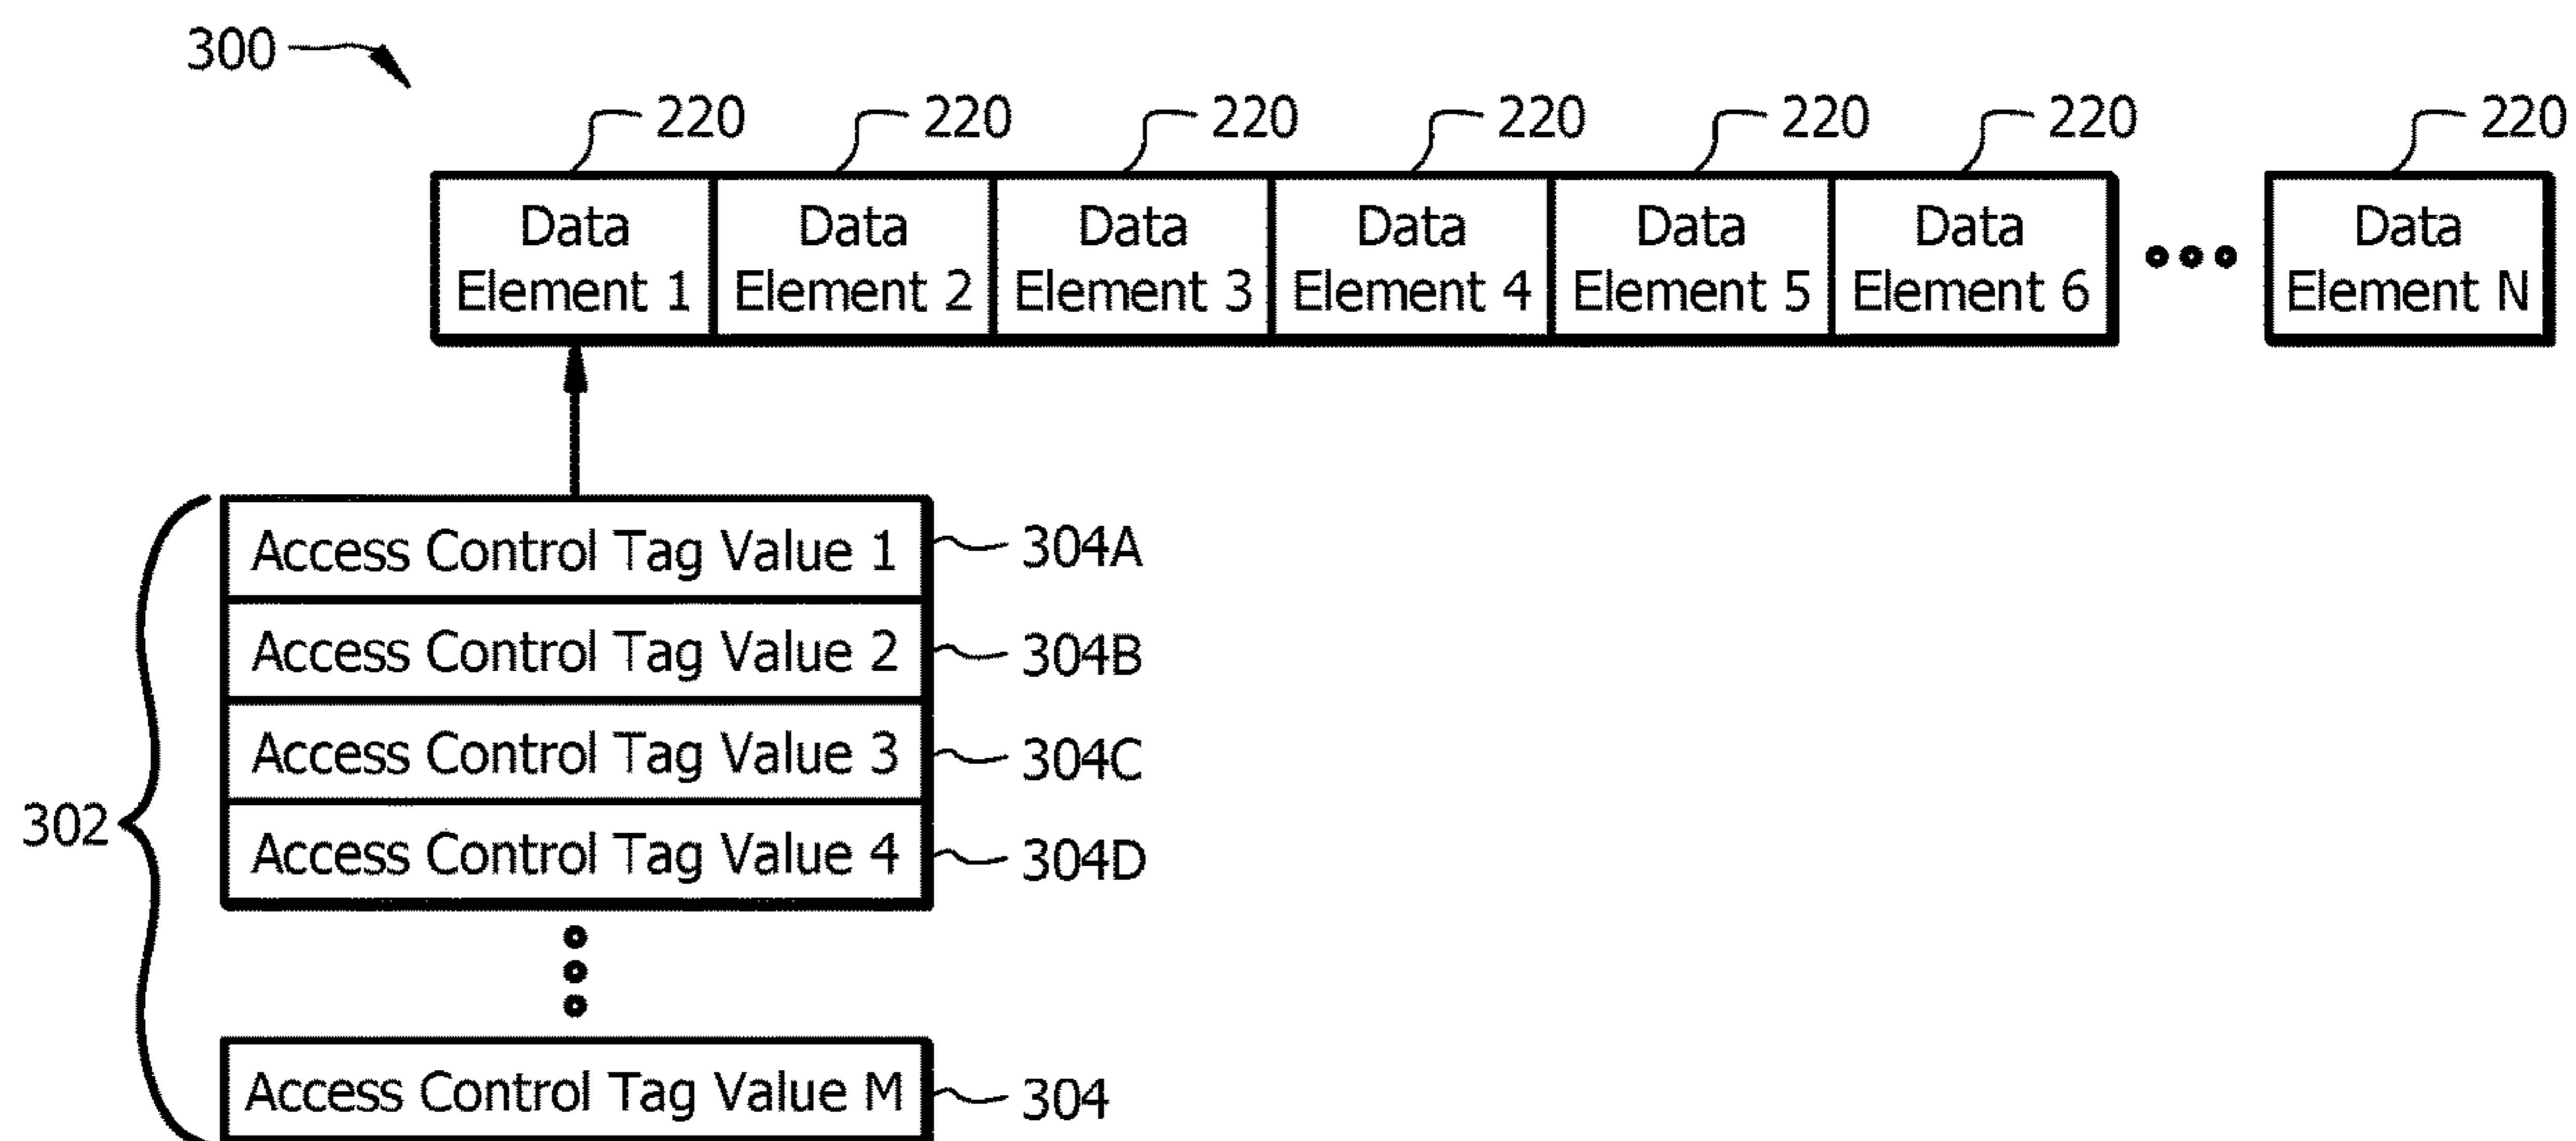 300
220 220 220 220 220 220 220
Data Data Data Data Data Data Data
Element 1 Element 2 Element 3 Element 4 Element 5 Element 6 Element N
Access Control Tag Value 1 304A
Access Control Tag Value 2 304B
Access Control Tag Value 3 304C
302
Access Control Tag Value 4 304D
Access Control Tag Value M 304